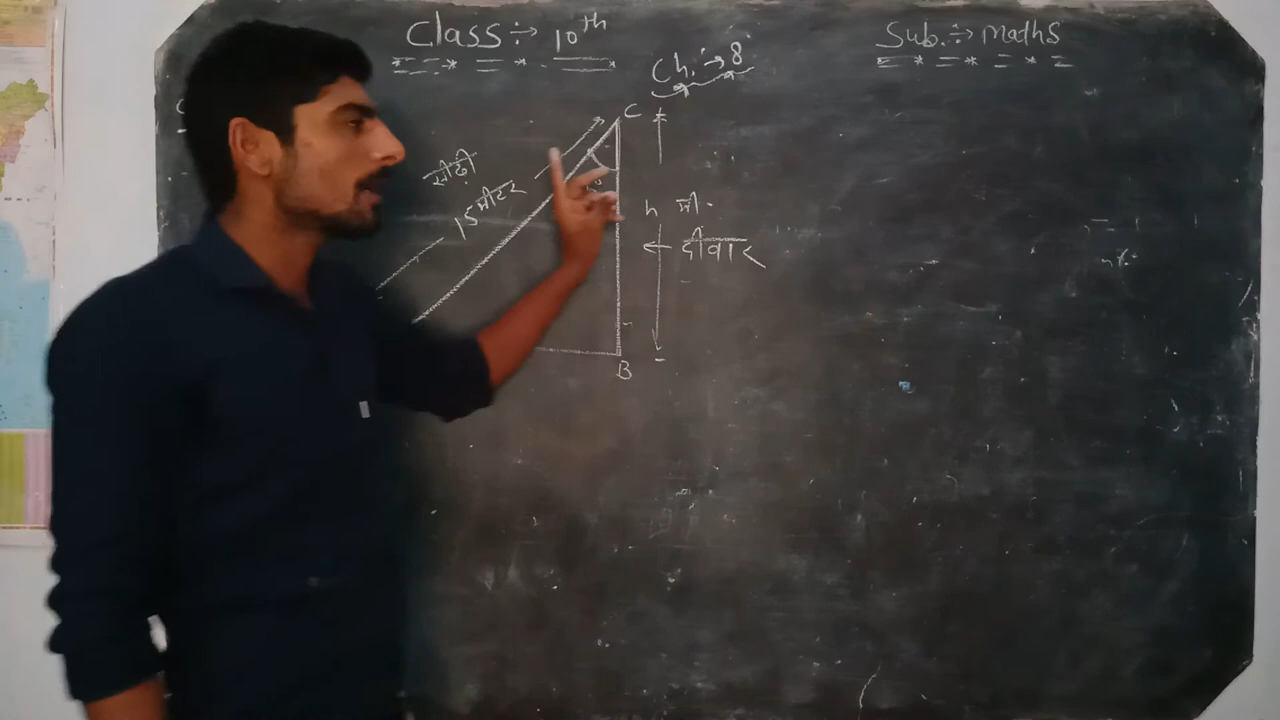 Class :→ 10th
Sub. :→ maths
Ch. :→ 8
C
सीढ़ी
15 मीटर
h मी.
← दीवार
B